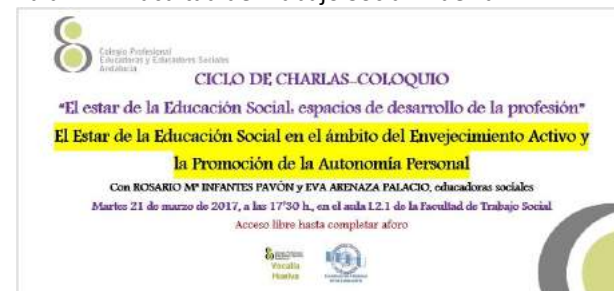 Colegio Profesional
Educadoras y Educadores Sociales
Andalucía
CICLO DE CHARLAS-COLOQUIO
"El estar de la Educación Social, espacios de desarrollo de la profesión"
El Estar de la Educación Social en el ámbito del Envejecimiento Activo y
la Promoción de la Autonomía Personal
Con ROSARIO Mª INFANTES PAVÓN y EVA ARENAZA PALACIO, educadoras sociales
Martes 21 de marzo de 2017, a las 17'30 h., en el aula L2.1 de la Facultad de Trabajo Social
Acceso libre hasta completar aforo
Vocalía
Huelva